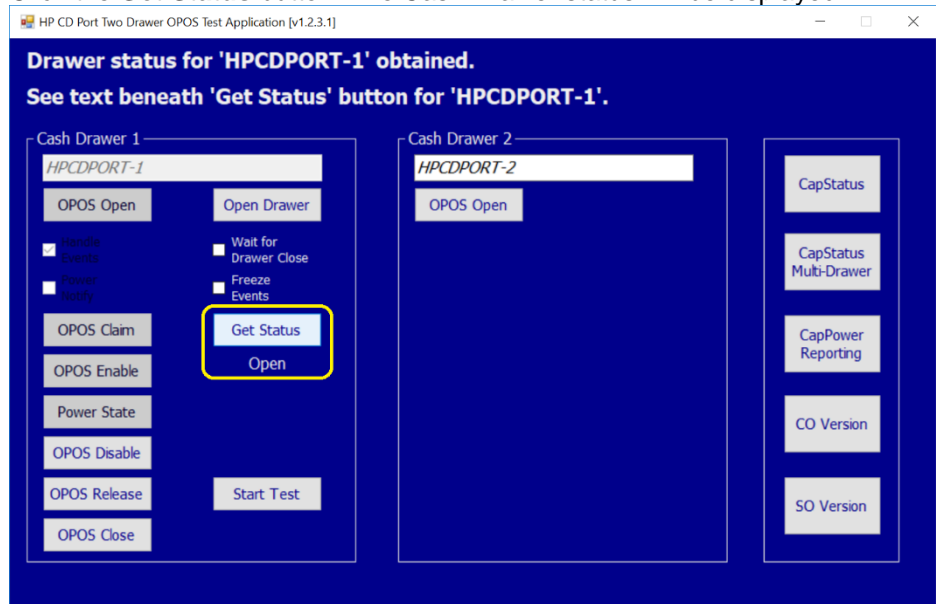 HP CD Port Two Drawer OPOS Test Application [v1.2.3.1]
Drawer status for 'HPCDPORT-1' obtained.
See text beneath 'Get Status' button for 'HPCDPORT-1'.
Cash Drawer 1
HPCDPORT-1
OPOS Open
Open Drawer
Handle
Events
Wait for
Drawer Close
Power
Notify
Freeze
Events
OPOS Claim
Get Status
OPOS Enable
Open
Power State
OPOS Disable
OPOS Release
Start Test
OPOS Close
Cash Drawer 2
HPCDPORT-2
OPOS Open
CapStatus
CapStatus
Multi-Drawer
CapPower
Reporting
CO Version
SO Version